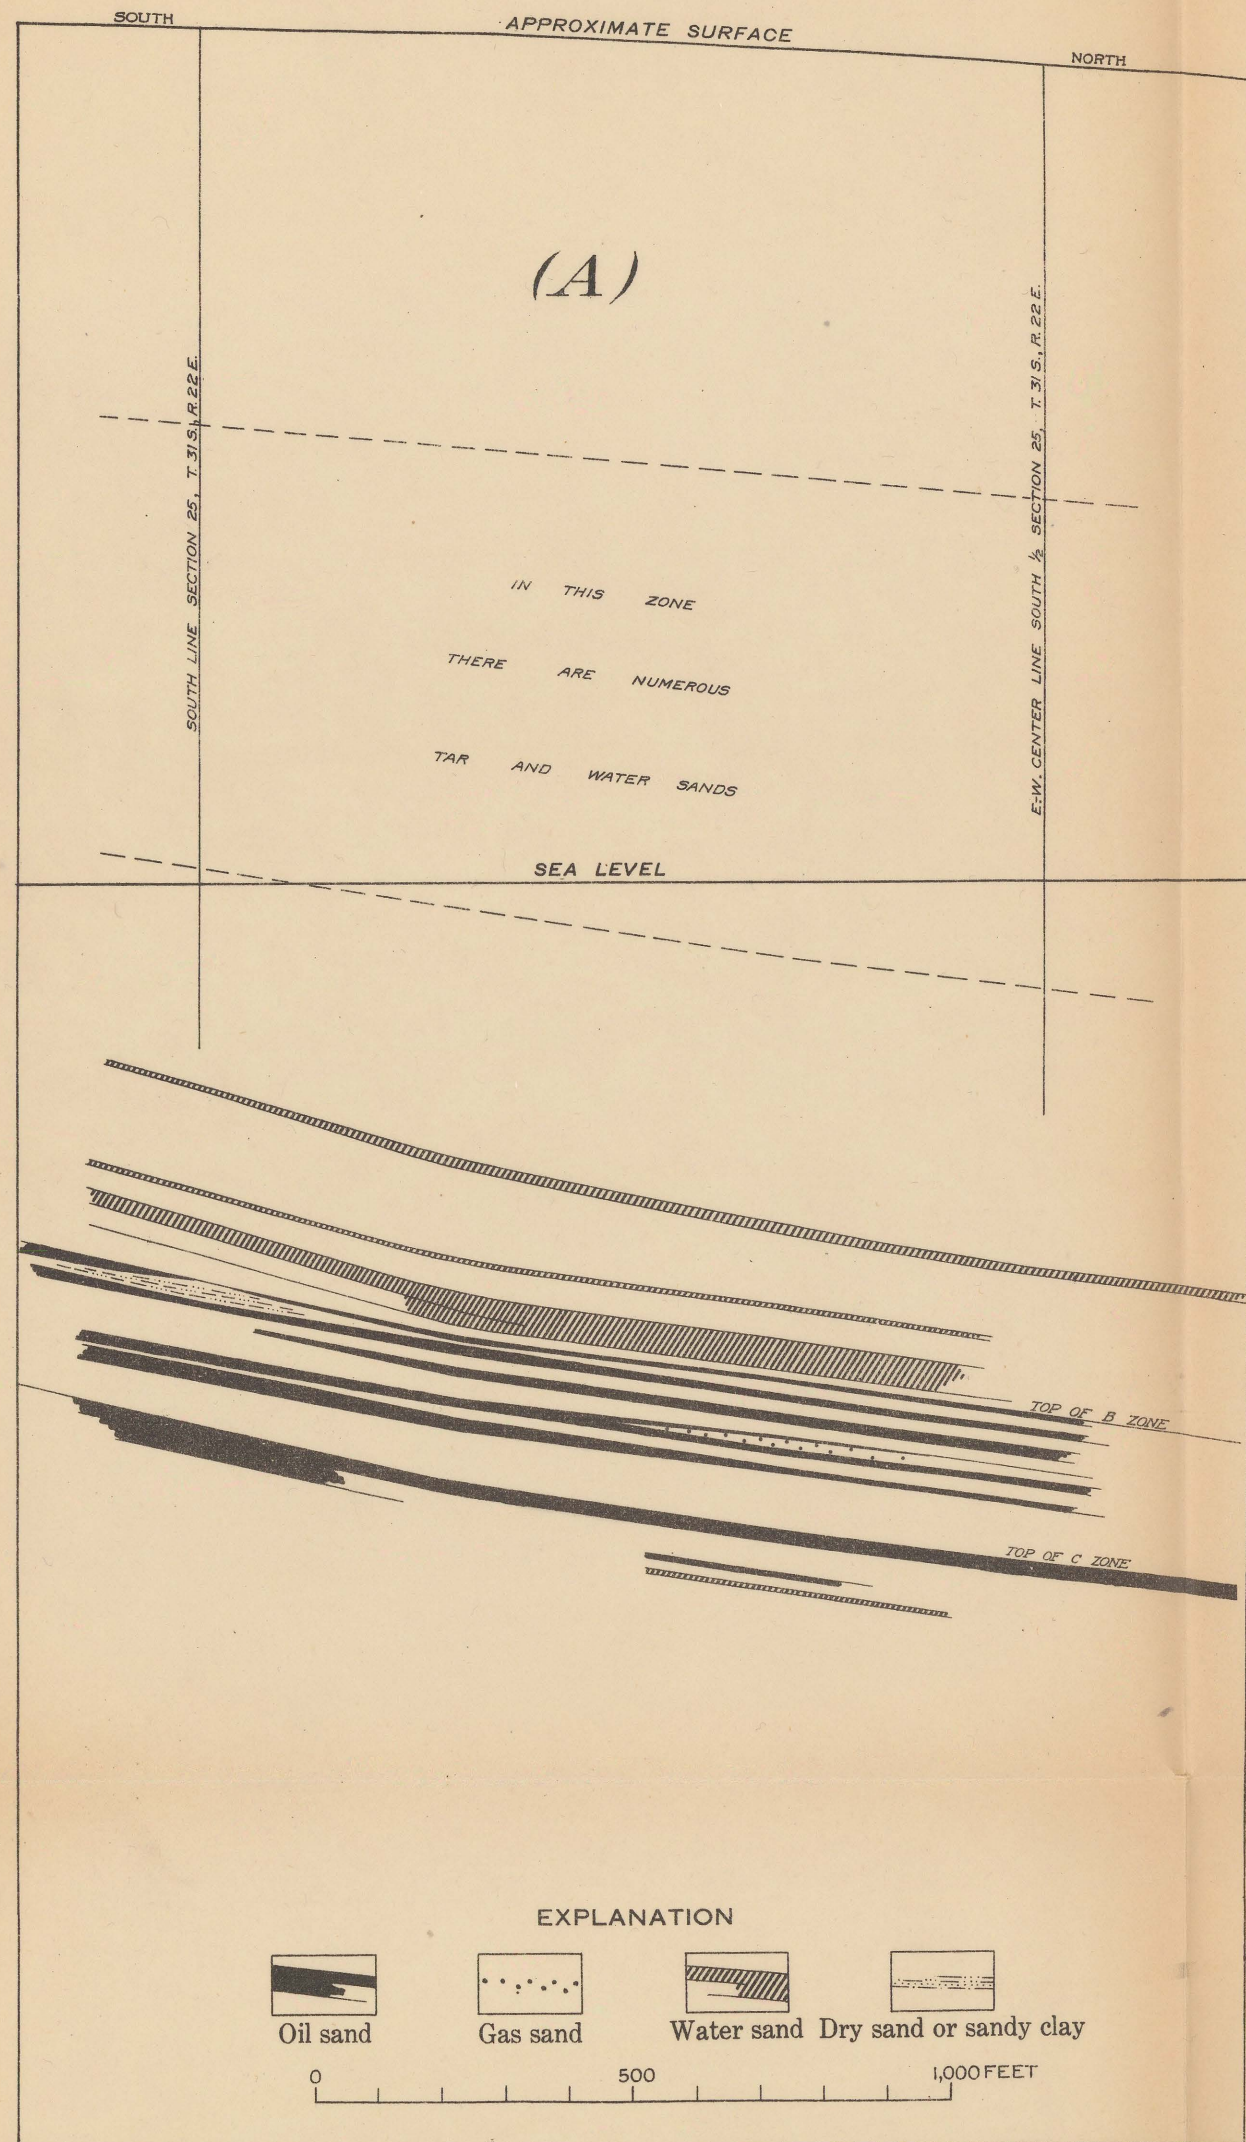 SOUTH
APPROXIMATE SURFACE
NORTH
(A)
SOUTH LINE SECTION 25, T. 31 S., R. 22 E.
E.-W. CENTER LINE SOUTH ½ SECTION 25, T. 31 S., R. 22 E.
IN THIS ZONE
THERE ARE NUMEROUS
TAR AND WATER SANDS
SEA LEVEL
TOP OF B ZONE
TOP OF C ZONE
EXPLANATION
Oil sand
Gas sand
Water sand
Dry sand or sandy clay
0 500 1,000 FEET